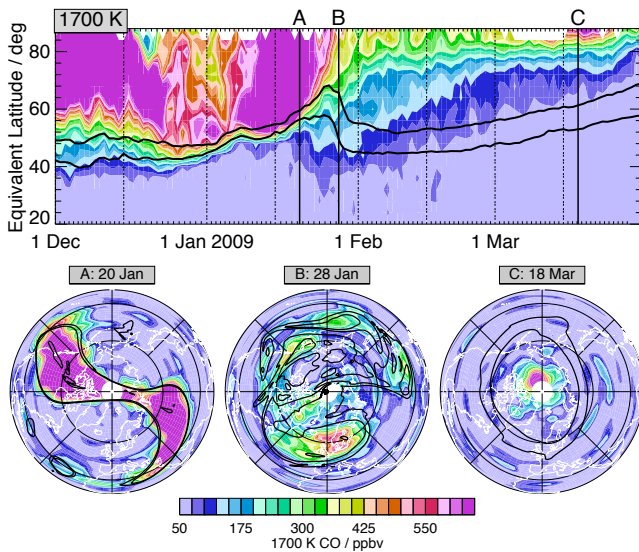 1700 K
A
B
C
Equivalent Latitude / deg
80
60
40
20
1 Dec
1 Jan 2009
1 Feb
1 Mar
A: 20 Jan
B: 28 Jan
C: 18 Mar
50
175
300
425
550
1700 K CO / ppbv